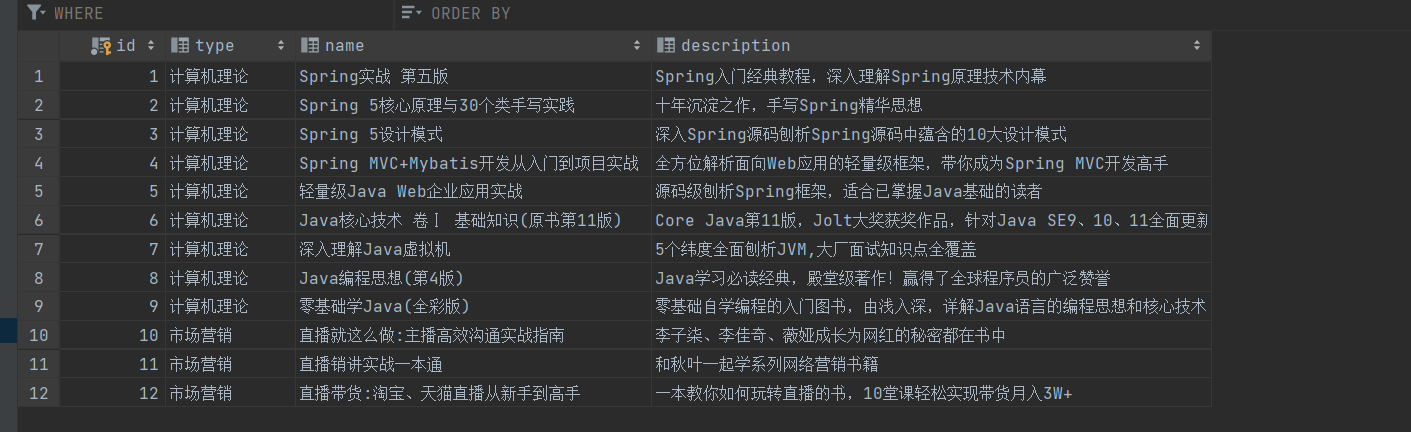 WHERE ORDER BY
id type name description
1 1 计算机理论 Spring实战 第五版 Spring入门经典教程，深入理解Spring原理技术内幕
2 2 计算机理论 Spring 5核心原理与30个类手写实践 十年沉淀之作，手写Spring精华思想
3 3 计算机理论 Spring 5设计模式 深入Spring源码刨析Spring源码中蕴含的10大设计模式
4 4 计算机理论 Spring MVC+Mybatis开发从入门到项目实战 全方位解析面向Web应用的轻量级框架，带你成为Spring MVC开发高手
5 5 计算机理论 轻量级Java Web企业应用实战 源码级刨析Spring框架，适合已掌握Java基础的读者
6 6 计算机理论 Java核心技术 卷Ⅰ 基础知识(原书第11版) Core Java第11版，Jolt大奖获奖作品，针对Java SE9、10、11全面更新
7 7 计算机理论 深入理解Java虚拟机 5个纬度全面刨析JVM,大厂面试知识点全覆盖
8 8 计算机理论 Java编程思想(第4版) Java学习必读经典，殿堂级著作！赢得了全球程序员的广泛赞誉
9 9 计算机理论 零基础学Java(全彩版) 零基础自学编程的入门图书，由浅入深，详解Java语言的编程思想和核心技术
10 10 市场营销 直播就这么做:主播高效沟通实战指南 李子柒、李佳奇、薇娅成长为网红的秘密都在书中
11 11 市场营销 直播销讲实战一本通 和秋叶一起学系列网络营销书籍
12 12 市场营销 直播带货:淘宝、天猫直播从新手到高手 一本教你如何玩转直播的书，10堂课轻松实现带货月入3W+